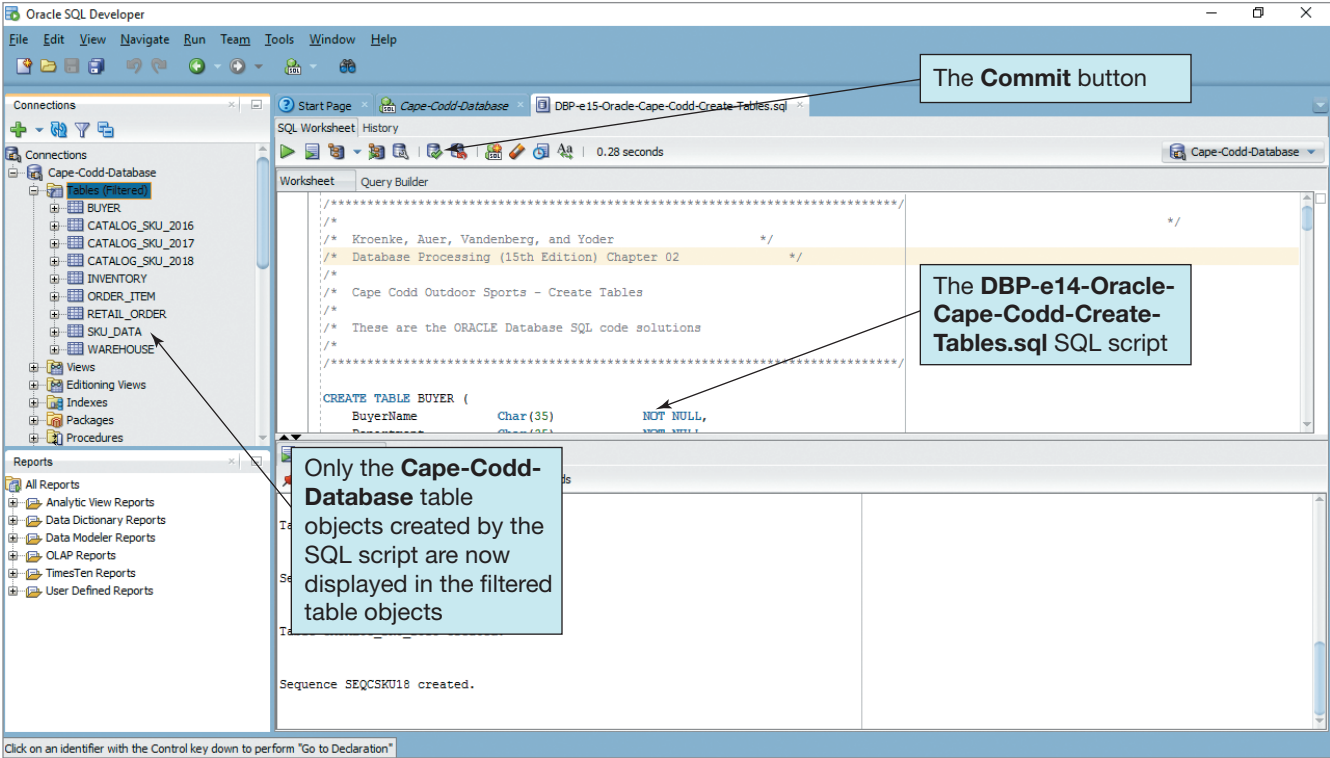 Oracle SQL Developer
File Edit View Navigate Run Team Tools Window Help
The Commit button
Connections
Start Page
Cape-Codd-Database
DBP-e15-Oracle-Cape-Codd-Create-Tables.sql
SQL Worksheet History
0.28 seconds
Cape-Codd-Database
Worksheet Query Builder
Connections
Cape-Codd-Database
Tables (Filtered)
BUYER
CATALOG_SKU_2016
CATALOG_SKU_2017
CATALOG_SKU_2018
INVENTORY
ORDER_ITEM
RETAIL_ORDER
SKU_DATA
WAREHOUSE
Views
Editioning Views
Indexes
Packages
Procedures
/******************************************************************************/
/* */
/* Kroenke, Auer, Vandenberg, and Yoder */
/* Database Processing (15th Edition) Chapter 02 */
/*
/* Cape Codd Outdoor Sports - Create Tables
/*
/* These are the ORACLE Database SQL code solutions
/*
/******************************************************************************/
CREATE TABLE BUYER (
BuyerName Char(35) NOT NULL,
Department Char(35) NOT NULL
The DBP-e14-Oracle-
Cape-Codd-Create-
Tables.sql SQL script
Reports
All Reports
Analytic View Reports
Data Dictionary Reports
Data Modeler Reports
OLAP Reports
TimesTen Reports
User Defined Reports
Only the Cape-Codd-
Database table
objects created by the
SQL script are now
displayed in the filtered
table objects
Sequence SEQCSKU18 created.
Click on an identifier with the Control key down to perform "Go to Declaration"